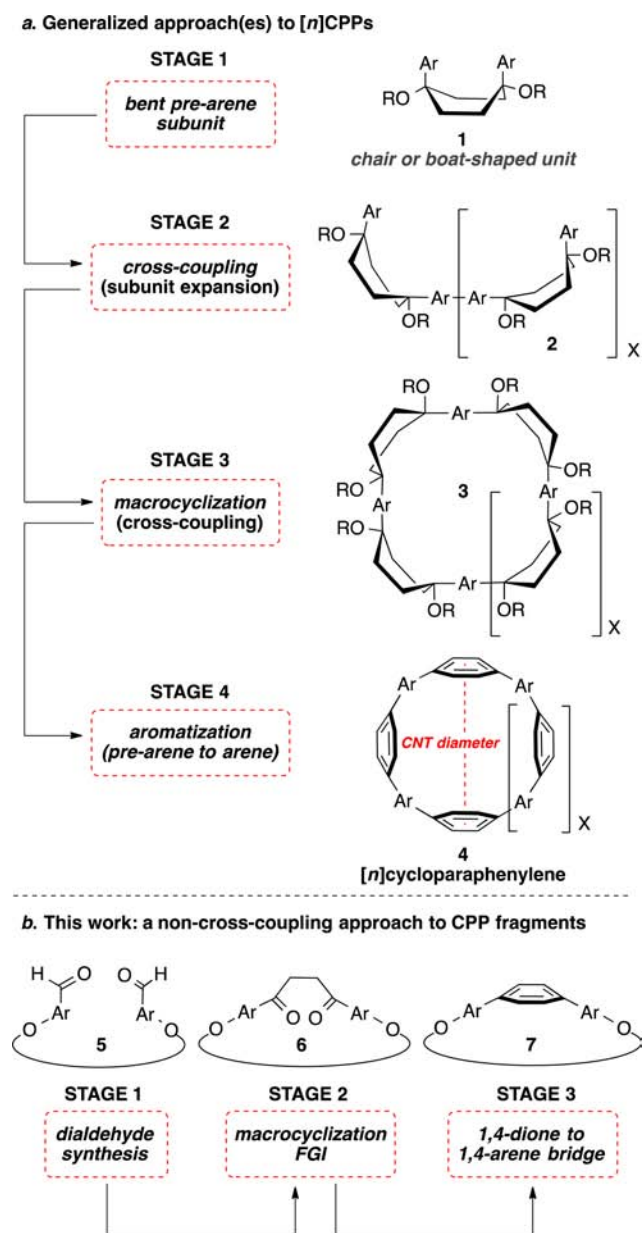 a. Generalized approach(es) to [n]CPPs
STAGE 1
bent pre-arene
subunit
Ar Ar
RO OR
1
chair or boat-shaped unit
STAGE 2
cross-coupling
(subunit expansion)
Ar Ar
RO OR
Ar Ar
OR OR
2
X
STAGE 3
macrocyclization
(cross-coupling)
RO OR
Ar
RO 3 OR
Ar Ar
RO OR
Ar
OR OR
X
STAGE 4
aromatization
(pre-arene to arene)
Ar Ar
CNT diameter
Ar Ar
X
4
[n]cycloparaphenylene
b. This work: a non-cross-coupling approach to CPP fragments
H O O H
Ar Ar
O O
5
Ar Ar
O O O O
6
Ar Ar
O O
7
STAGE 1 STAGE 2 STAGE 3
dialdehyde
synthesis
macrocyclization
FGI
1,4-dione to
1,4-arene bridge